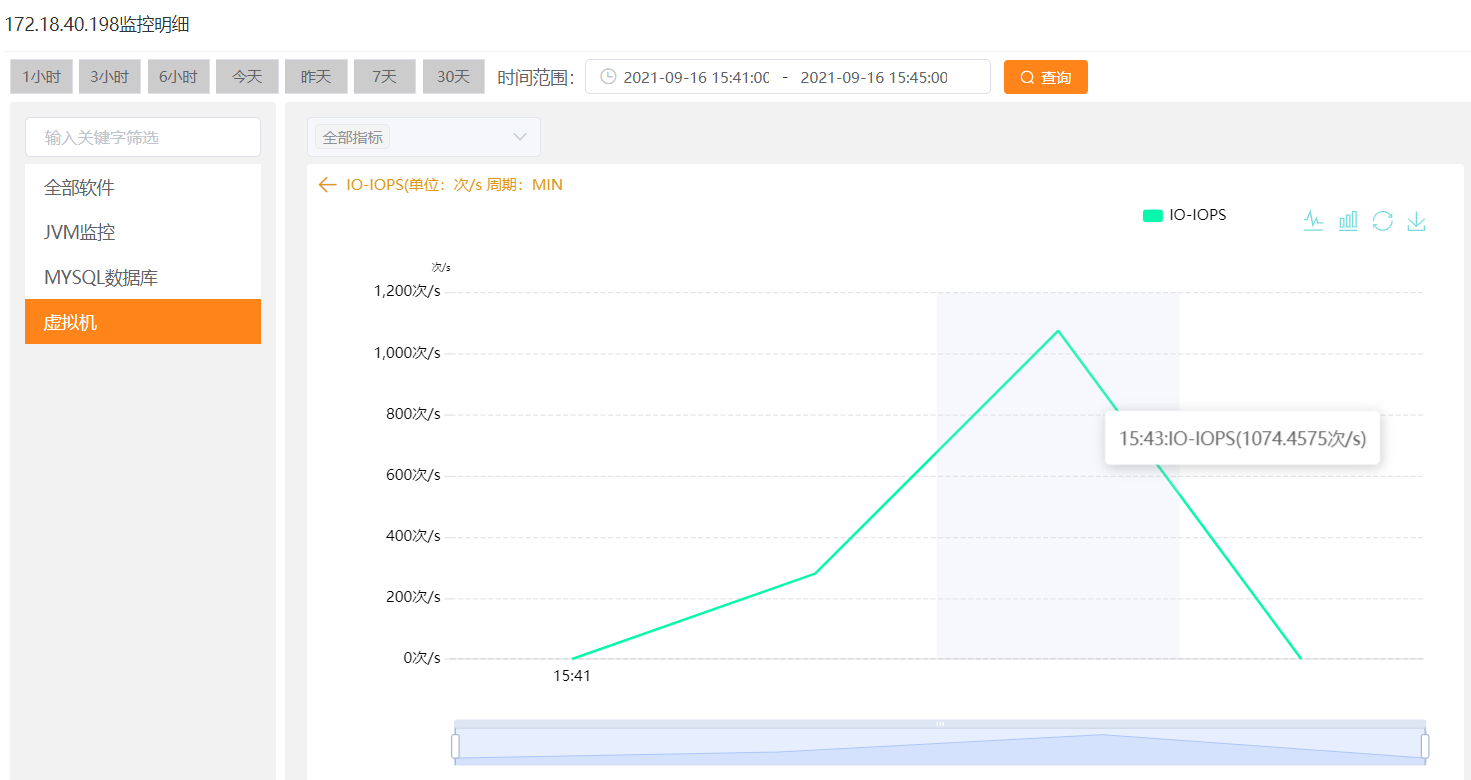 172.18.40.198监控明细
1小时 3小时 6小时 今天 昨天 7天 30天 时间范围： 2021-09-16 15:41:00 - 2021-09-16 15:45:00 查询
输入关键字筛选
全部软件
JVM监控
MYSQL数据库
虚拟机
全部指标
IO-IOPS(单位：次/s 周期：MIN
IO-IOPS
次/s
1,200次/s
1,000次/s
800次/s
15:43:IO-IOPS(1074.4575次/s)
600次/s
400次/s
200次/s
0次/s
15:41